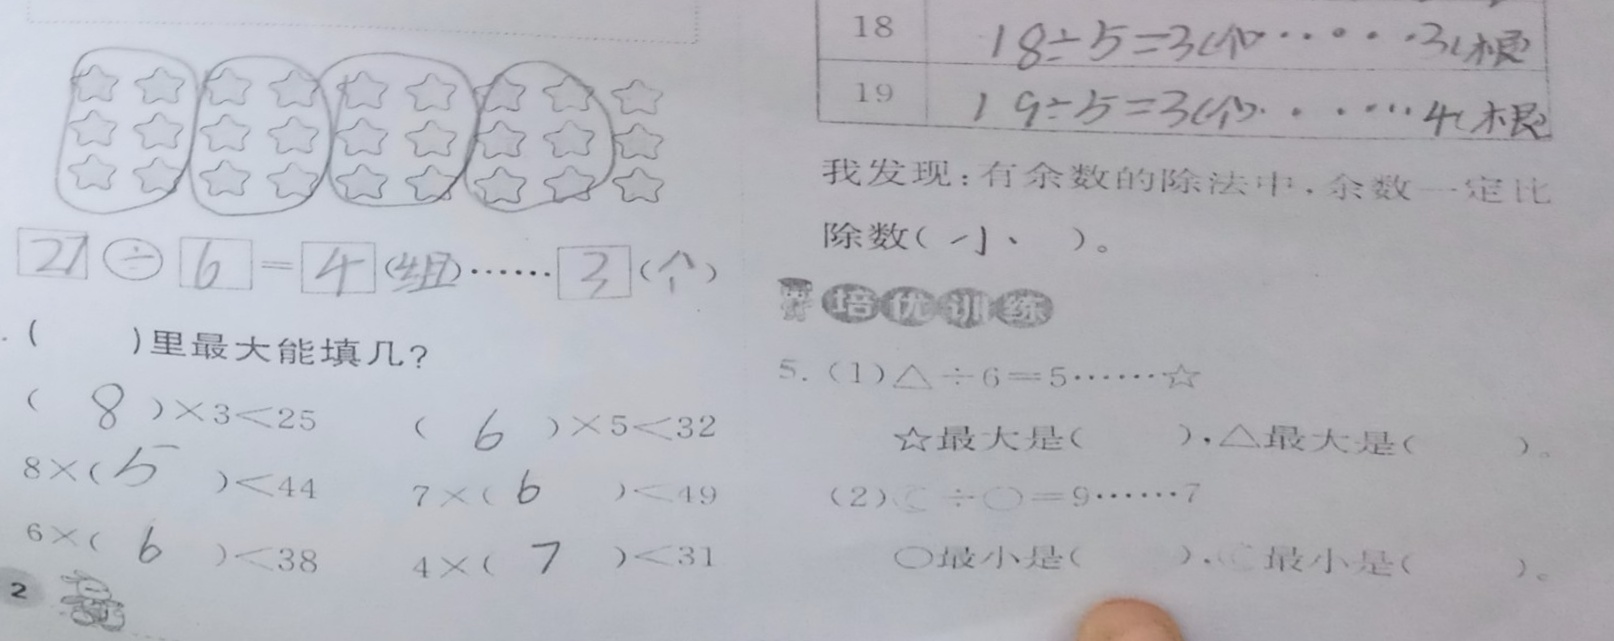 21÷6=4(组)……3(个)
.( )里最大能填几?
( 8 )×3<25 ( 6 )×5<32
8×( 5 )<44 7×( 6 )<49
6×( 6 )<38 4×( 7 )<31
2
18 18÷5=3(个)……3(根)
19 19÷5=3(个)……4(根)
我发现:有余数的除法中,余数一定比
除数( 小 )。
培优训练
5.(1)△÷6=5……☆
☆最大是( ),△最大是( )。
(2)☾÷○=9……7
○最小是( ),☾最小是( )。